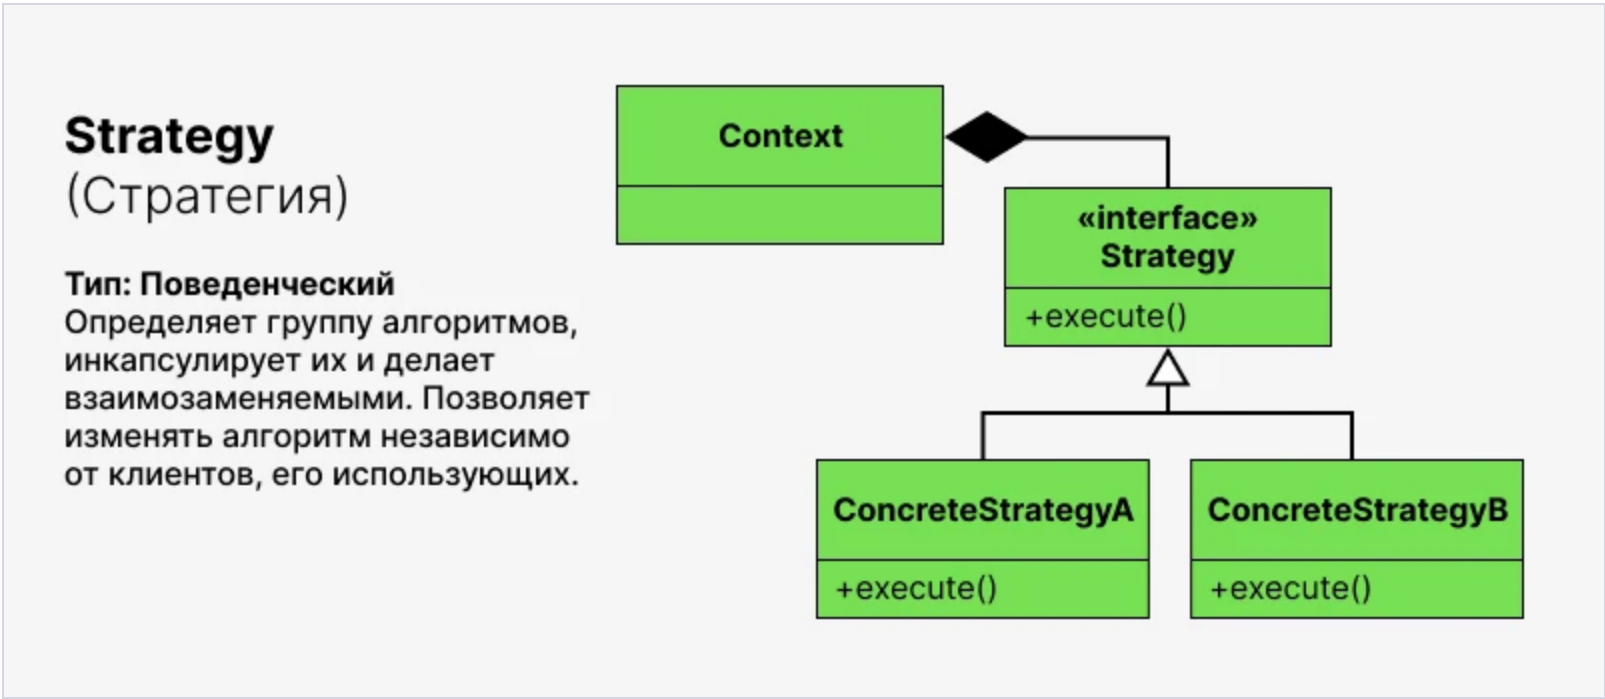 Strategy
(Стратегия)
Тип: Поведенческий
Определяет группу алгоритмов,
инкапсулирует их и делает
взаимозаменяемыми. Позволяет
изменять алгоритм независимо
от клиентов, его использующих.
Context
«interface»
Strategy
+execute()
ConcreteStrategyA
+execute()
ConcreteStrategyB
+execute()